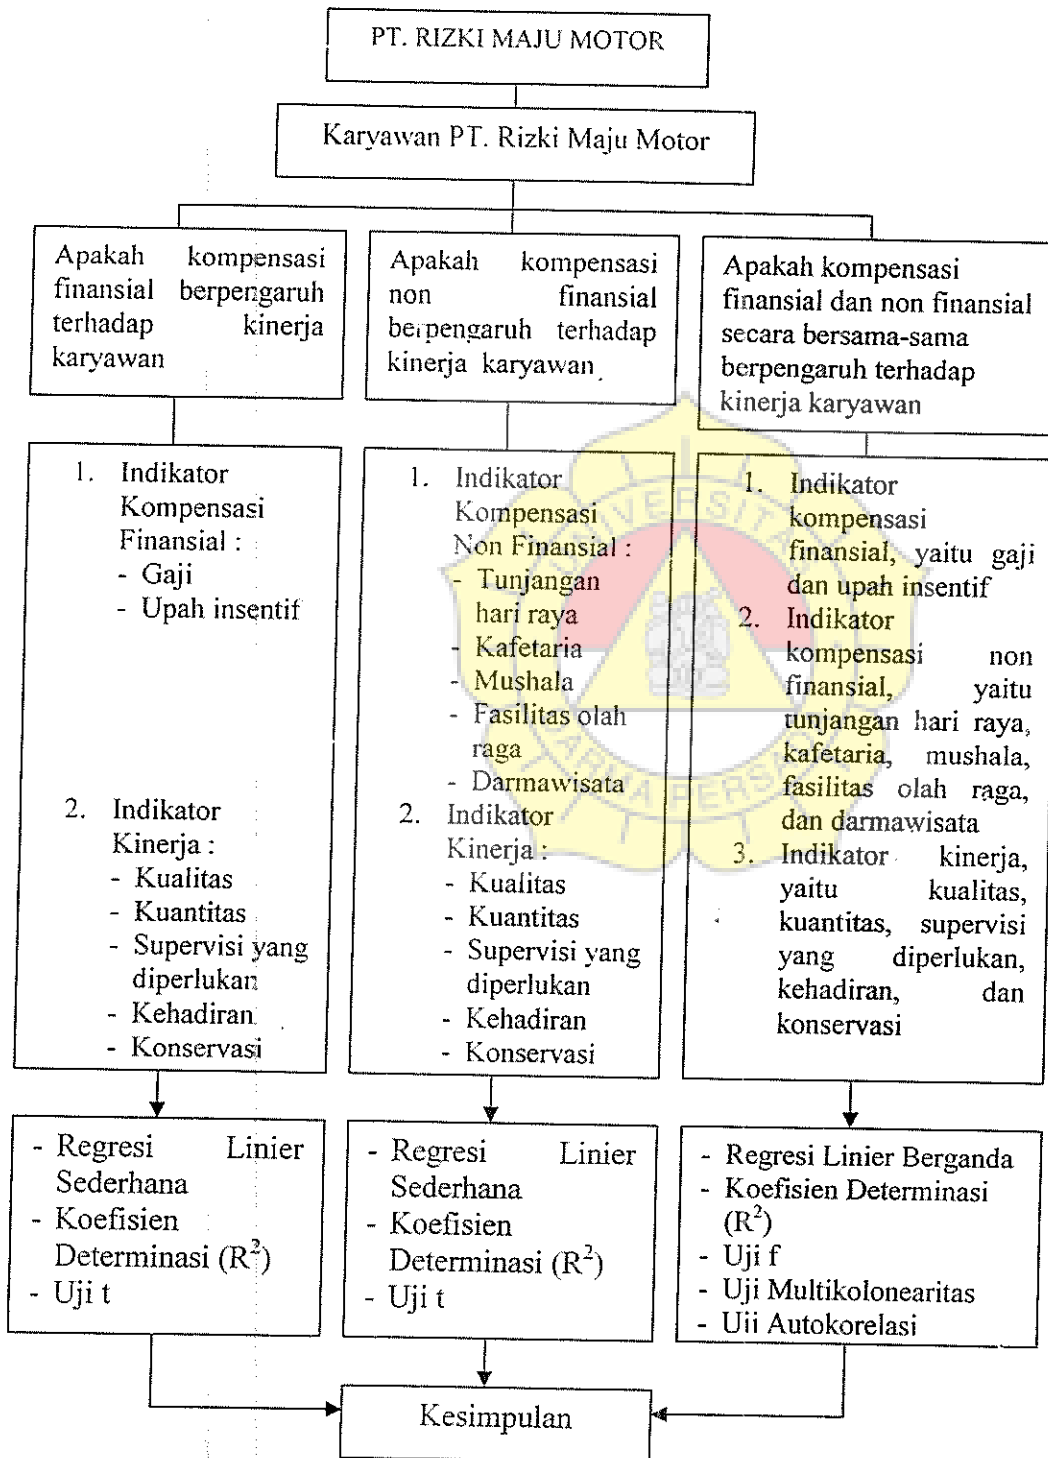 PT. RIZKI MAJU MOTOR
Karyawan PT. Rizki Maju Motor
Apakah kompensasi
finansial berpengaruh
terhadap kinerja
karyawan
Apakah kompensasi
non finansial
berpengaruh terhadap
kinerja karyawan
Apakah kompensasi
finansial dan non finansial
secara bersama-sama
berpengaruh terhadap
kinerja karyawan
1. Indikator
Kompensasi
Finansial :
- Gaji
- Upah insentif
2. Indikator
Kinerja :
- Kualitas
- Kuantitas
- Supervisi yang
diperlukan
- Kehadiran
- Konservasi
1. Indikator
Kompensasi
Non Finansial :
- Tunjangan
hari raya
- Kafetaria
- Mushala
- Fasilitas olah
raga
- Darmawisata
2. Indikator
Kinerja :
- Kualitas
- Kuantitas
- Supervisi yang
diperlukan
- Kehadiran
- Konservasi
1. Indikator
kompensasi
finansial, yaitu gaji
dan upah insentif
2. Indikator
kompensasi non
finansial, yaitu
tunjangan hari raya,
kafetaria, mushala,
fasilitas olah raga,
dan darmawisata
3. Indikator kinerja,
yaitu kualitas,
kuantitas, supervisi
yang diperlukan,
kehadiran, dan
konservasi
UNIVERSITAS
DARMA PERSADA
- Regresi Linier
Sederhana
- Koefisien
Determinasi (R²)
- Uji t
- Regresi Linier
Sederhana
- Koefisien
Determinasi (R²)
- Uji t
- Regresi Linier Berganda
- Koefisien Determinasi
(R²)
- Uji f
- Uji Multikolonearitas
- Uji Autokorelasi
Kesimpulan